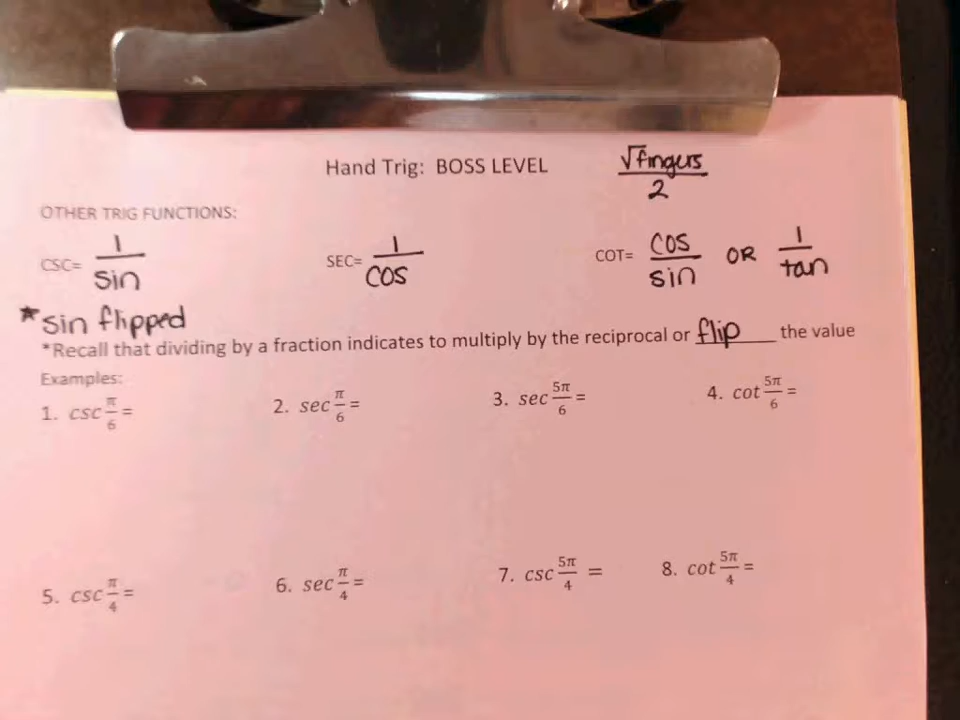 Hand Trig: BOSS LEVEL √fingers/2
OTHER TRIG FUNCTIONS:
CSC= 1/sin SEC= 1/cos COT= cos/sin OR 1/tan
*sin flipped
*Recall that dividing by a fraction indicates to multiply by the reciprocal or flip the value
Examples:
1. csc π/6 = 2. sec π/6 = 3. sec 5π/6 = 4. cot 5π/6 =
5. csc π/4 = 6. sec π/4 = 7. csc 5π/4 = 8. cot 5π/4 =